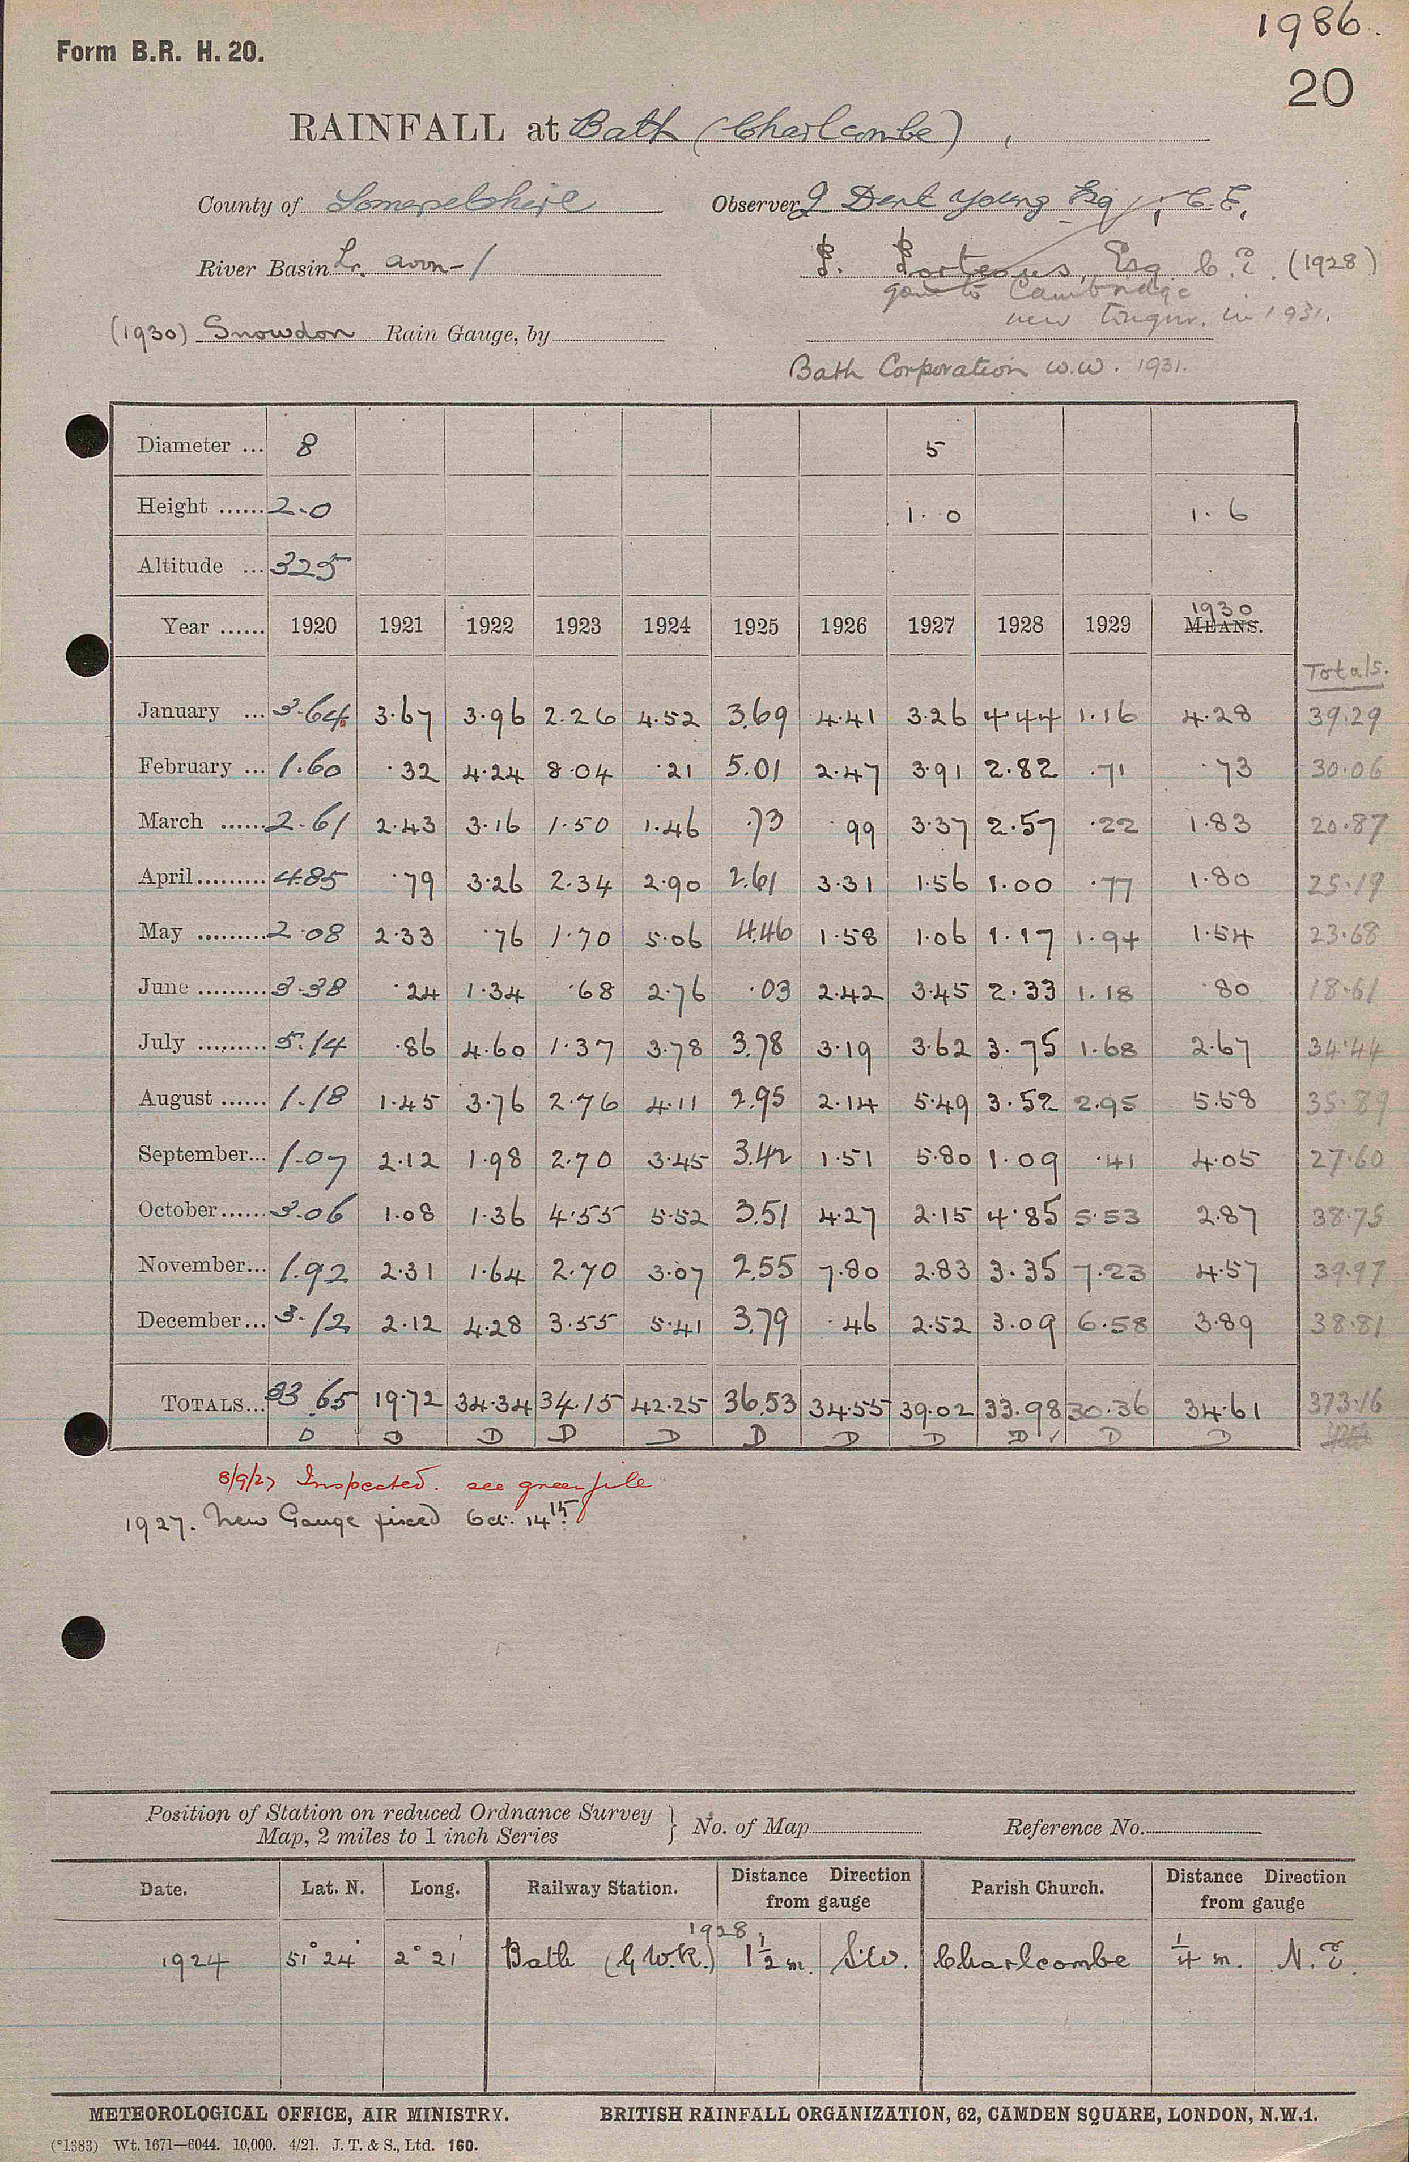 1986.
Form B.R. H. 20.
20
RAINFALL at Bath (Charlcombe),
County of Somersetshire Observer J Dent Young Esq, C.E.
River Basin Lr. Avon-1 P. Porteous, Esq C.E. (1928)
gone to Cambridge
(1930) Snowdon Rain Gauge, by new Engnr. in 1931.
Bath Corporation W.W. 1931.
Diameter ... 8 5
Height ...... 2.0 1.0 1.6
Altitude ... 325
Year ...... 1920 1921 1922 1923 1924 1925 1926 1927 1928 1929 1930 MEANS.
Totals.
January ... 3.64 3.67 3.96 2.26 4.52 3.69 4.41 3.26 4.44 1.16 4.28 39.29
February ... 1.60 .32 4.24 8.04 .21 5.01 2.47 3.91 2.82 .71 .73 30.06
March ...... 2.61 2.43 3.16 1.50 1.46 .73 .99 3.37 2.57 .22 1.83 20.87
April ......... 4.85 .79 3.26 2.34 2.90 2.61 3.31 1.56 1.00 .77 1.80 25.19
May ......... 2.08 2.33 .76 1.70 5.06 4.46 1.58 1.06 1.17 1.94 1.54 23.68
June ......... 3.38 .24 1.34 .68 2.76 .03 2.42 3.45 2.33 1.18 .80 18.61
July ......... 5.14 .86 4.60 1.37 3.78 3.78 3.19 3.62 3.75 1.68 2.67 34.44
August ...... 1.18 1.45 3.76 2.76 4.11 2.95 2.14 5.49 3.52 2.95 5.58 35.89
September... 1.07 2.12 1.98 2.70 3.45 3.42 1.51 5.80 1.09 .41 4.05 27.60
October ...... 3.06 1.08 1.36 4.55 5.52 3.51 4.27 2.15 4.85 5.53 2.87 38.75
November... 1.92 2.31 1.64 2.70 3.07 2.55 7.80 2.83 3.35 7.23 4.57 39.97
December ... 3.12 2.12 4.28 3.55 5.41 3.79 .46 2.52 3.09 6.58 3.89 38.81
TOTALS... 33.65 19.72 34.34 34.15 42.25 36.53 34.55 39.02 33.98 30.36 34.61 373.16
D D D D D D D D D ✓ D D
8/9/27 Inspected. see green file
1927. New Gauge fixed Oct. 14th.
Position of Station on reduced Ordnance Survey
Map, 2 miles to 1 inch Series } No. of Map Reference No.
Date. Lat. N. Long. Railway Station. Distance Direction from gauge Parish Church. Distance Direction from gauge
1928
1924 51° 24' 2° 21' Bath (G.W.R.) 1½ m. S.W. Charlcombe ¼ m. N.E.
METEOROLOGICAL OFFICE, AIR MINISTRY. BRITISH RAINFALL ORGANIZATION, 62, CAMDEN SQUARE, LONDON, N.W.1.
(*1383) Wt. 1671—6044. 10,000. 4/21. J. T. & S., Ltd. 160.